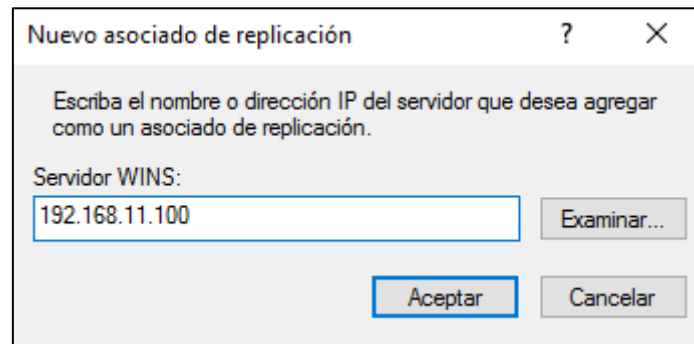 Nuevo asociado de replicación
?
Escriba el nombre o dirección IP del servidor que desea agregar
como un asociado de replicación.
Servidor WINS:
192.168.11.100
Examinar...
Aceptar
Cancelar